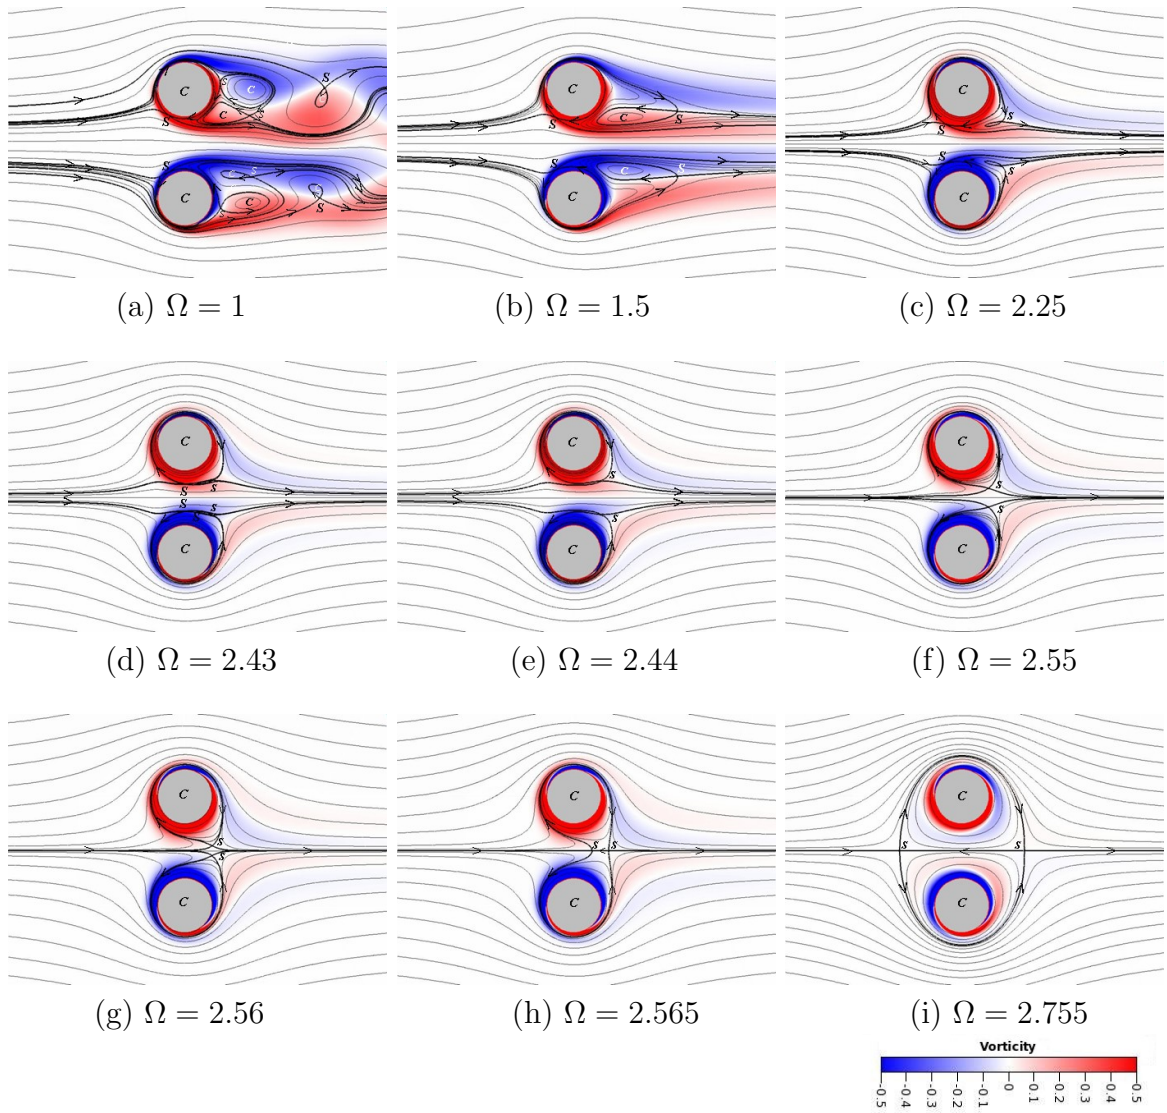 S
C
c
S
c
S
S
C
c
S
C
S
c
S
S
c
S
C
C
S
S
S
S
C
(a) Ω = 1
(b) Ω = 1.5
(c) Ω = 2.25
C
C
C
S
S
S
S
S
S
S
S
C
C
C
(d) Ω = 2.43
(e) Ω = 2.44
(f) Ω = 2.55
C
C
C
S
S
S
S
S
S
C
C
C
(g) Ω = 2.56
(h) Ω = 2.565
(i) Ω = 2.755
Vorticity
-0.5 -0.4 -0.3 -0.2 -0.1 0 0.1 0.2 0.3 0.4 0.5